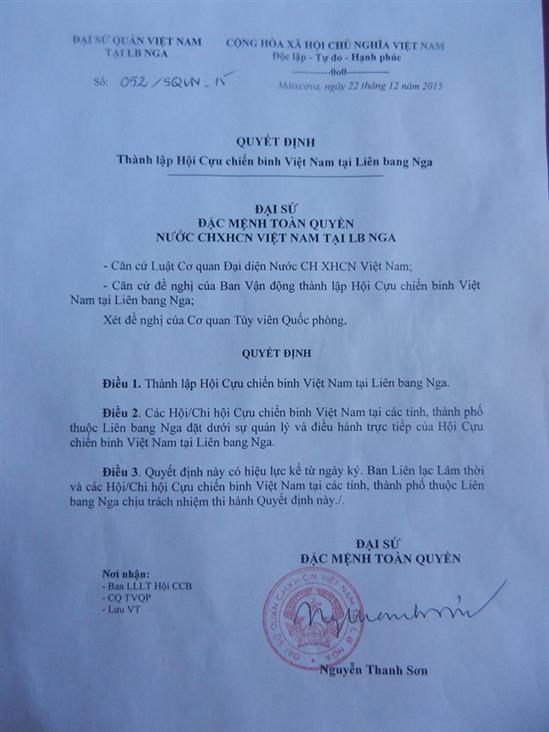 ĐẠI SỨ QUÁN VIỆT NAM
TẠI LB NGA
Số: 052/SQVN-15
CỘNG HÒA XÃ HỘI CHỦ NGHĨA VIỆT NAM
Độc lập - Tự do - Hạnh phúc
------------0o0------------
Mátxcova, ngày 22 tháng 12 năm 2015
QUYẾT ĐỊNH
Thành lập Hội Cựu chiến binh Việt Nam tại Liên bang Nga
ĐẠI SỨ
ĐẶC MỆNH TOÀN QUYỀN
NƯỚC CHXHCN VIỆT NAM TẠI LB NGA
- Căn cứ Luật Cơ quan Đại diện Nước CH XHCN Việt Nam;
- Căn cứ đề nghị của Ban Vận động thành lập Hội Cựu chiến binh Việt
Nam tại Liên bang Nga;
Xét đề nghị của Cơ quan Tùy viên Quốc phòng,
QUYẾT ĐỊNH
Điều 1. Thành lập Hội Cựu chiến binh Việt Nam tại Liên bang Nga.
Điều 2. Các Hội/Chi hội Cựu chiến binh Việt Nam tại các tỉnh, thành phố
thuộc Liên bang Nga đặt dưới sự quản lý và điều hành trực tiếp của Hội Cựu
chiến binh Việt Nam tại Liên bang Nga.
Điều 3. Quyết định này có hiệu lực kể từ ngày ký. Ban Liên lạc Lâm thời
và các Hội/Chi hội Cựu chiến binh Việt Nam tại các tỉnh, thành phố thuộc Liên
bang Nga chịu trách nhiệm thi hành Quyết định này./.
ĐẠI SỨ
ĐẶC MỆNH TOÀN QUYỀN
Nơi nhận:
- Ban LLLT Hội CCB
- CQ TVQP
- Lưu VT
ĐẠI SỨ QUÁN CHXHCN VIỆT NAM TẠI LB NGA
Nguyễn Thanh Sơn